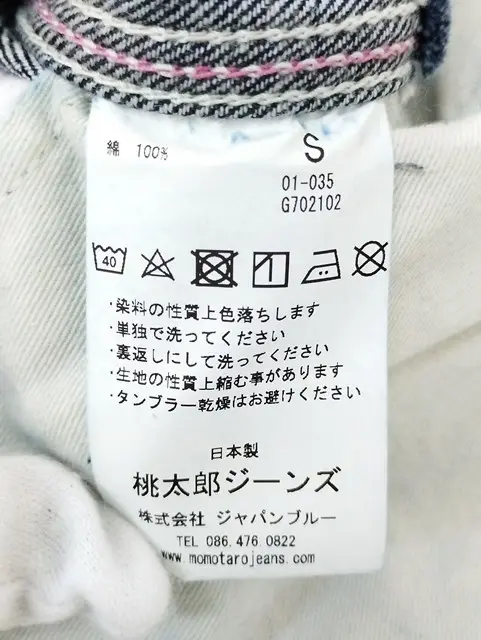 綿 100%
S
01-035
G702102
40
・染料の性質上色落ちします
・単独で洗ってください
・裏返しにして洗ってください
・生地の性質上縮む事があります
・タンブラー乾燥はお避けください
日本製
桃太郎ジーンズ
株式会社 ジャパンブルー
TEL 086.476.0822
www.momotarojeans.com